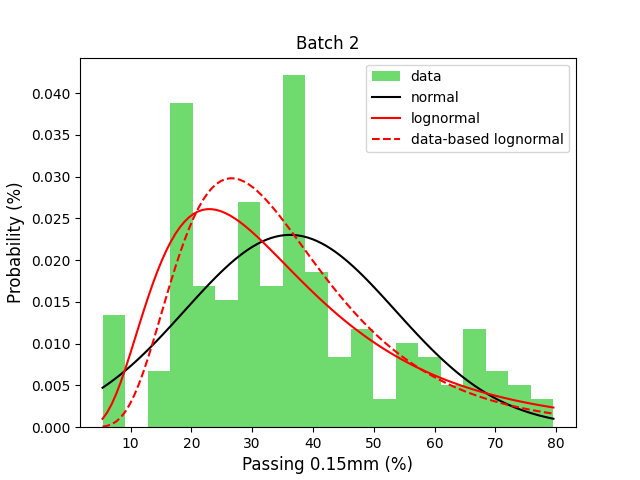 Batch 2
data
normal
lognormal
data-based lognormal
0.040
0.035
0.030
0.025
0.020
0.015
0.010
0.005
0.000
Probability (%)
10 20 30 40 50 60 70 80
Passing 0.15mm (%)